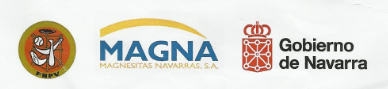 FNPV
MAGNA
MAGNESITAS NAVARRAS, S.A.
Gobierno
de Navarra